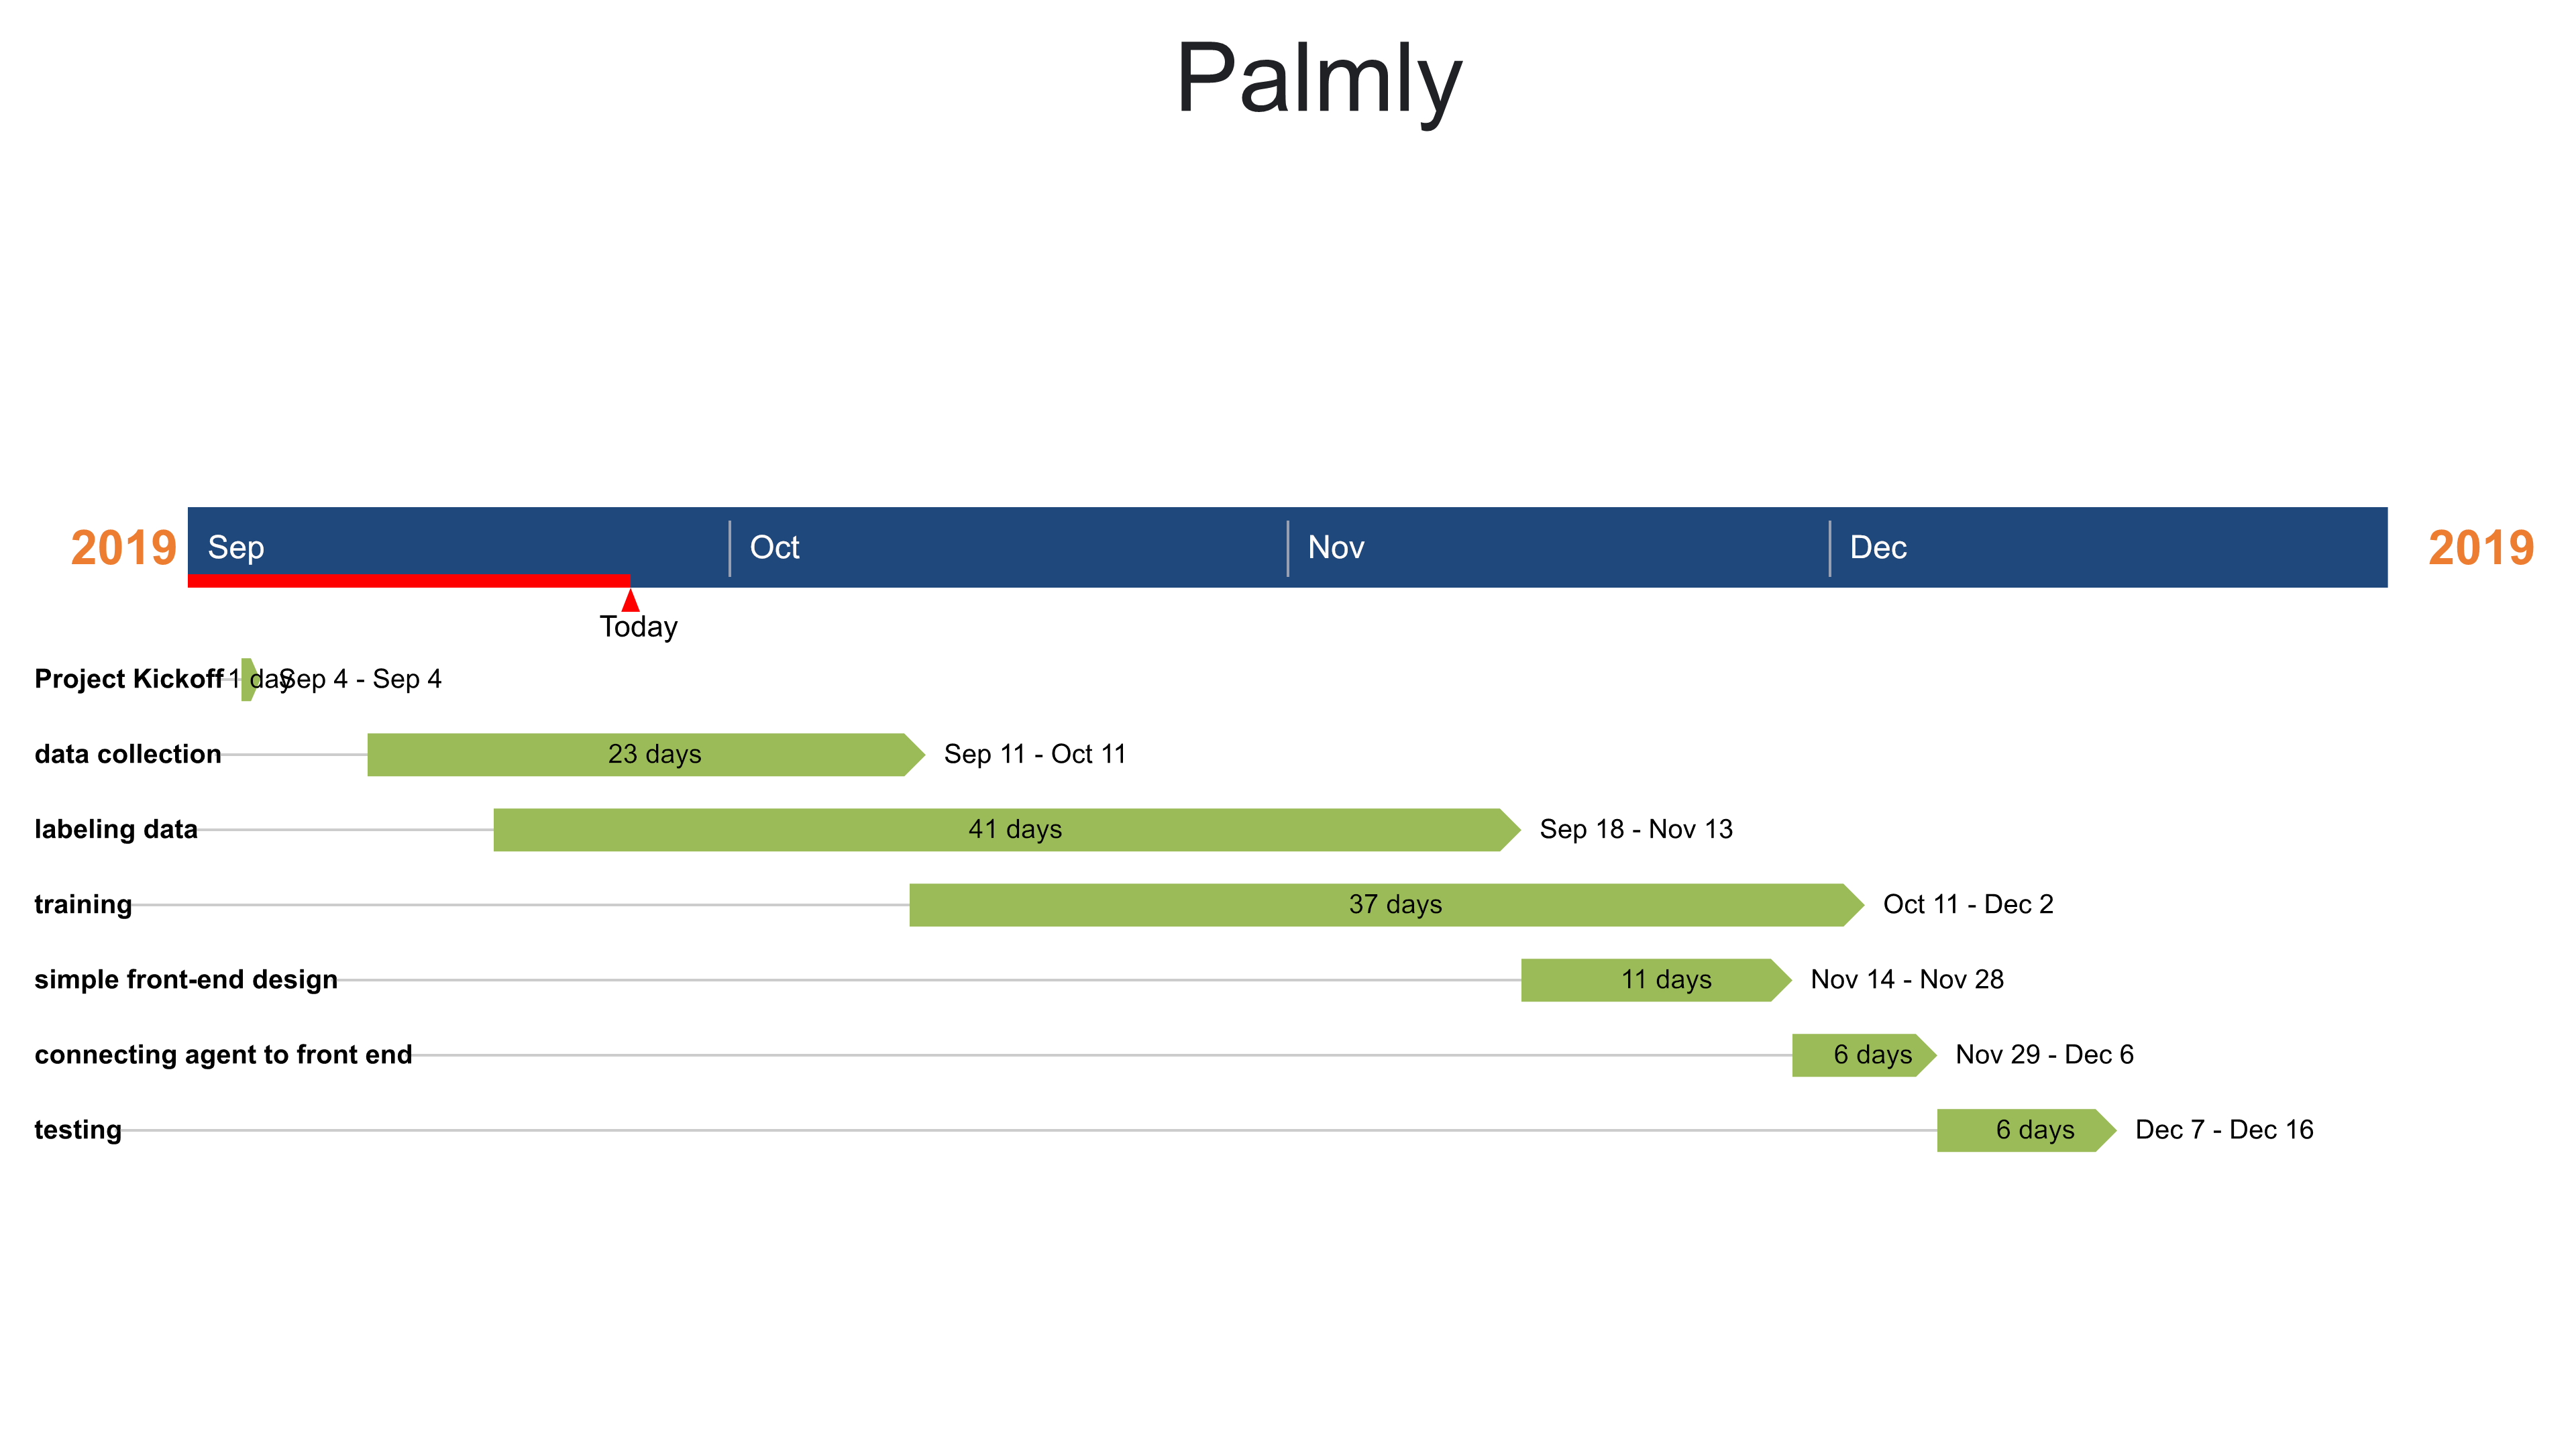 Palmly
2019 Sep Oct Nov Dec 2019
Today
Project Kickoff 1 day Sep 4 - Sep 4
data collection 23 days Sep 11 - Oct 11
labeling data 41 days Sep 18 - Nov 13
training 37 days Oct 11 - Dec 2
simple front-end design 11 days Nov 14 - Nov 28
connecting agent to front end 6 days Nov 29 - Dec 6
testing 6 days Dec 7 - Dec 16